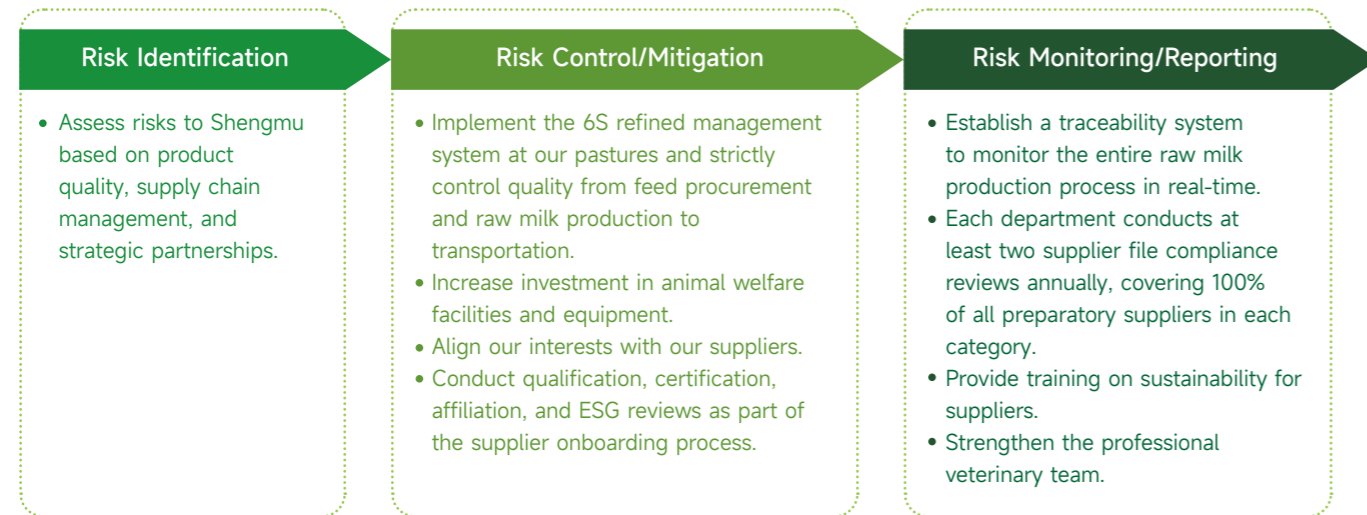 Risk Identification
• Assess risks to Shengmu
based on product
quality, supply chain
management, and
strategic partnerships.
Risk Control/Mitigation
• Implement the 6S refined management
system at our pastures and strictly
control quality from feed procurement
and raw milk production to
transportation.
• Increase investment in animal welfare
facilities and equipment.
• Align our interests with our suppliers.
• Conduct qualification, certification,
affiliation, and ESG reviews as part of
the supplier onboarding process.
Risk Monitoring/Reporting
• Establish a traceability system
to monitor the entire raw milk
production process in real-time.
• Each department conducts at
least two supplier file compliance
reviews annually, covering 100%
of all preparatory suppliers in each
category.
• Provide training on sustainability for
suppliers.
• Strengthen the professional
veterinary team.